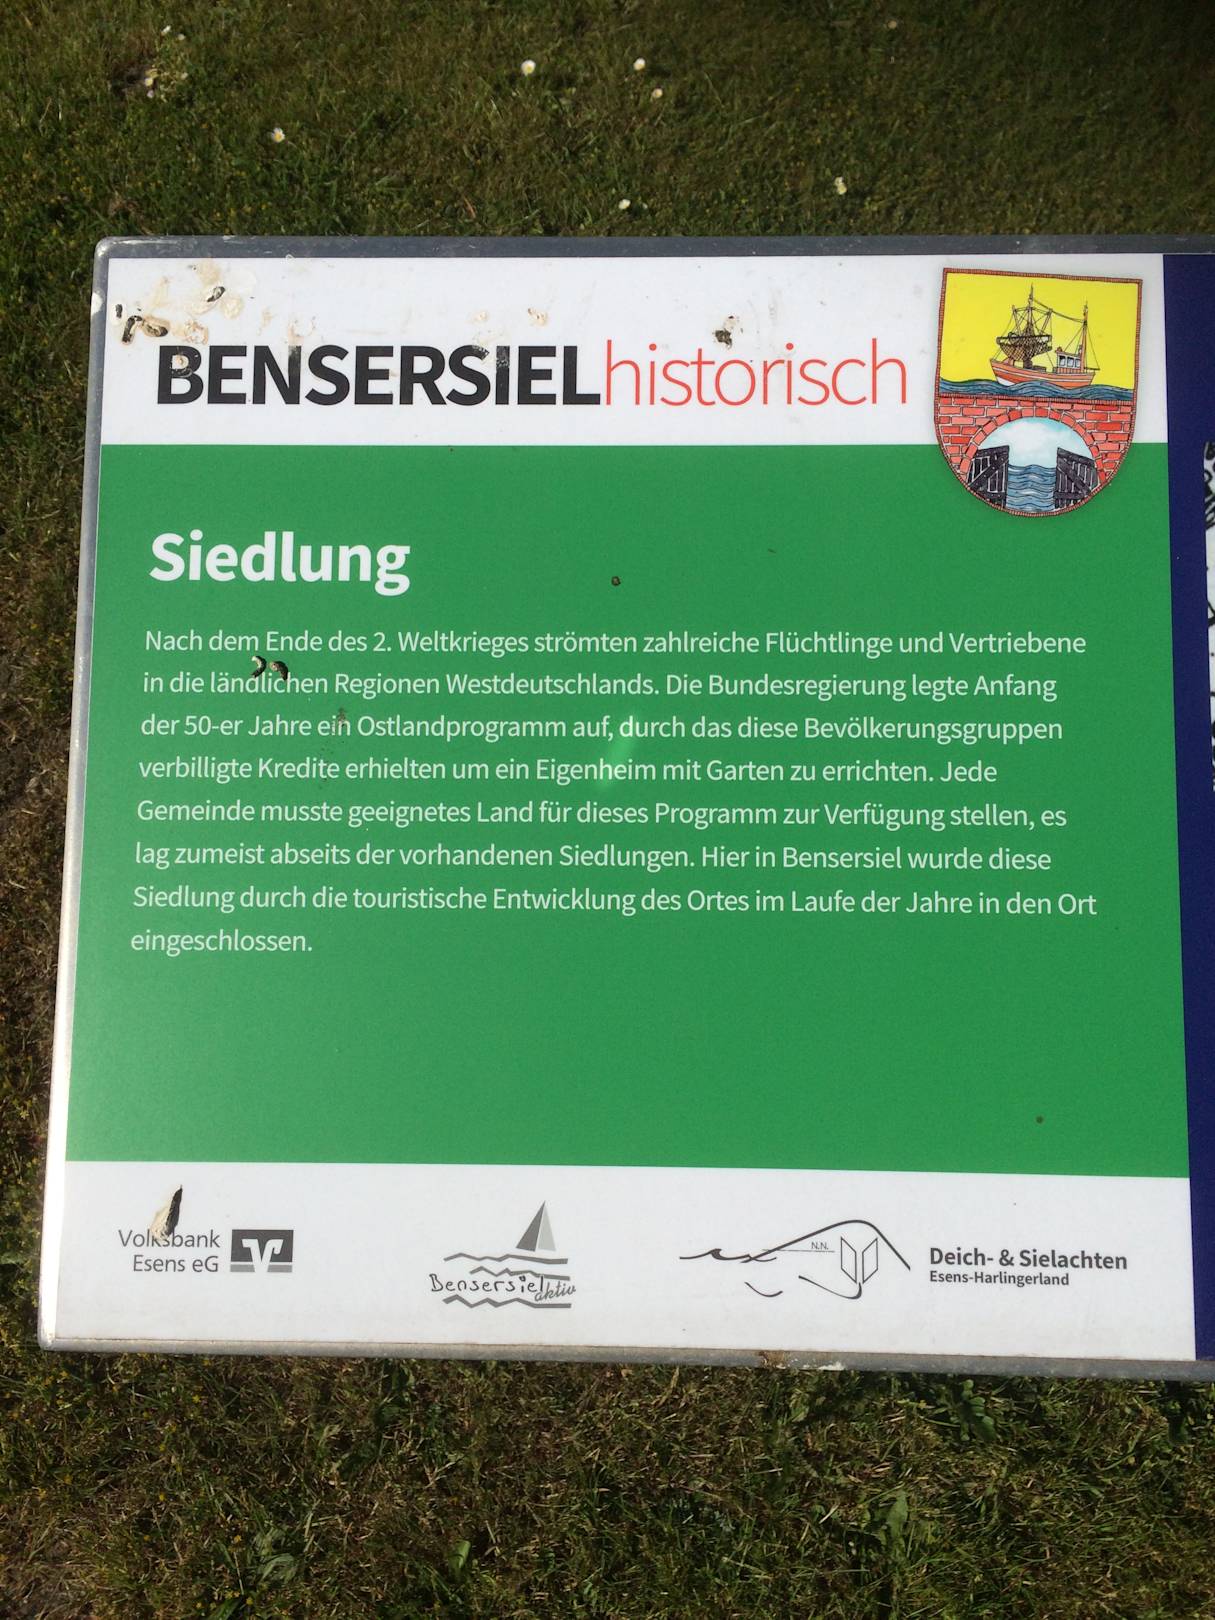 BENSERSIELhistorisch
Siedlung
Nach dem Ende des 2. Weltkrieges strömten zahlreiche Flüchtlinge und Vertriebene
in die ländlichen Regionen Westdeutschlands. Die Bundesregierung legte Anfang
der 50-er Jahre ein Ostlandprogramm auf, durch das diese Bevölkerungsgruppen
verbilligte Kredite erhielten um ein Eigenheim mit Garten zu errichten. Jede
Gemeinde musste geeignetes Land für dieses Programm zur Verfügung stellen, es
lag zumeist abseits der vorhandenen Siedlungen. Hier in Bensersiel wurde diese
Siedlung durch die touristische Entwicklung des Ortes im Laufe der Jahre in den Ort
eingeschlossen.
Volksbank
Esens eG
Bensersiel
aktiv
N.N.
Deich- & Sielachten
Esens-Harlingerland